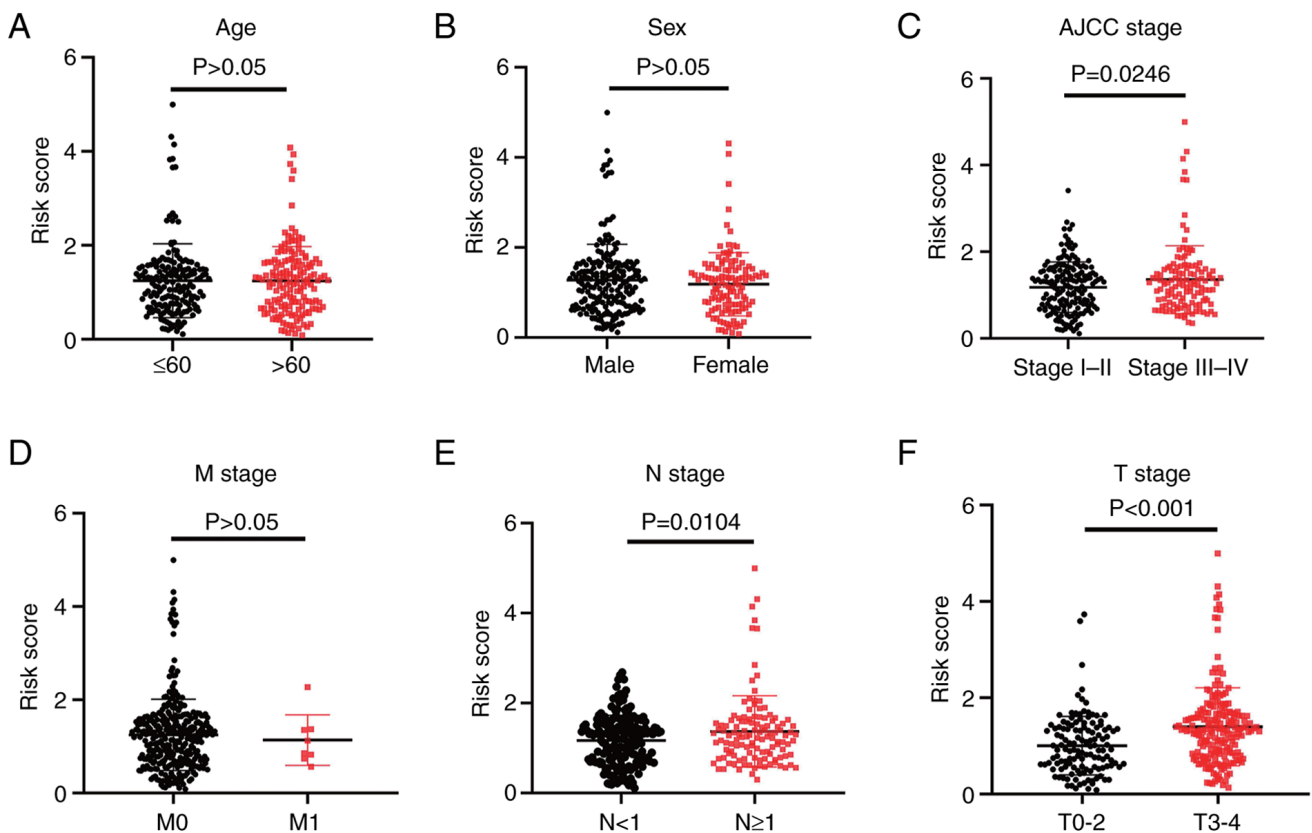 A
Age
P>0.05
Risk score
6
4
2
0
≤60 >60
B
Sex
P>0.05
Risk score
6
4
2
0
Male Female
C
AJCC stage
P=0.0246
Risk score
6
4
2
0
Stage I–II Stage III–IV
D
M stage
P>0.05
Risk score
6
4
2
0
M0 M1
E
N stage
P=0.0104
Risk score
6
4
2
0
N<1 N≥1
F
T stage
P<0.001
Risk score
6
4
2
0
T0-2 T3-4